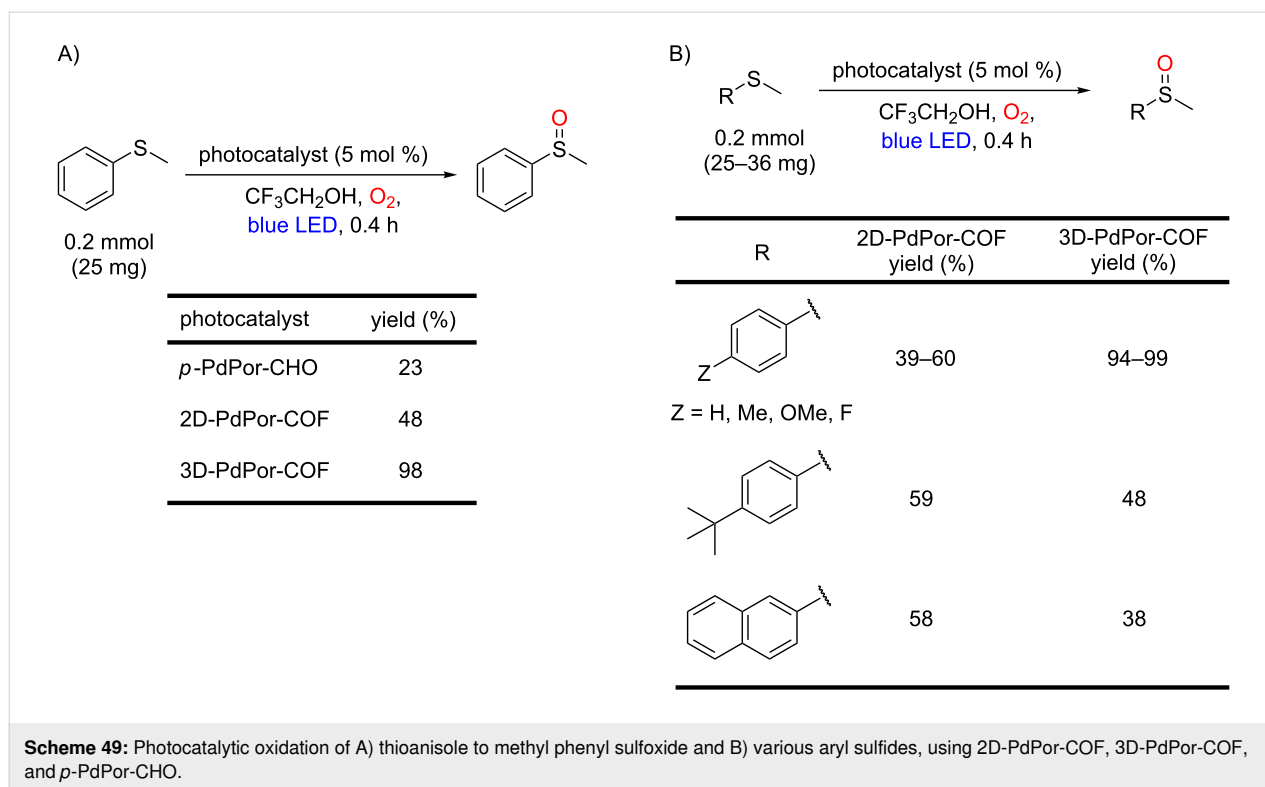 A)
S
O
S
photocatalyst (5 mol %)
CF₃CH₂OH, O₂,
blue LED, 0.4 h
0.2 mmol
(25 mg)
photocatalyst yield (%)
p-PdPor-CHO 23
2D-PdPor-COF 48
3D-PdPor-COF 98
B)
R S
photocatalyst (5 mol %)
CF₃CH₂OH, O₂,
blue LED, 0.4 h
O
R S
0.2 mmol
(25–36 mg)
R 2D-PdPor-COF yield (%) 3D-PdPor-COF yield (%)
Z 39–60 94–99
Z = H, Me, OMe, F
59 48
58 38
Scheme 49: Photocatalytic oxidation of A) thioanisole to methyl phenyl sulfoxide and B) various aryl sulfides, using 2D-PdPor-COF, 3D-PdPor-COF,
and p-PdPor-CHO.